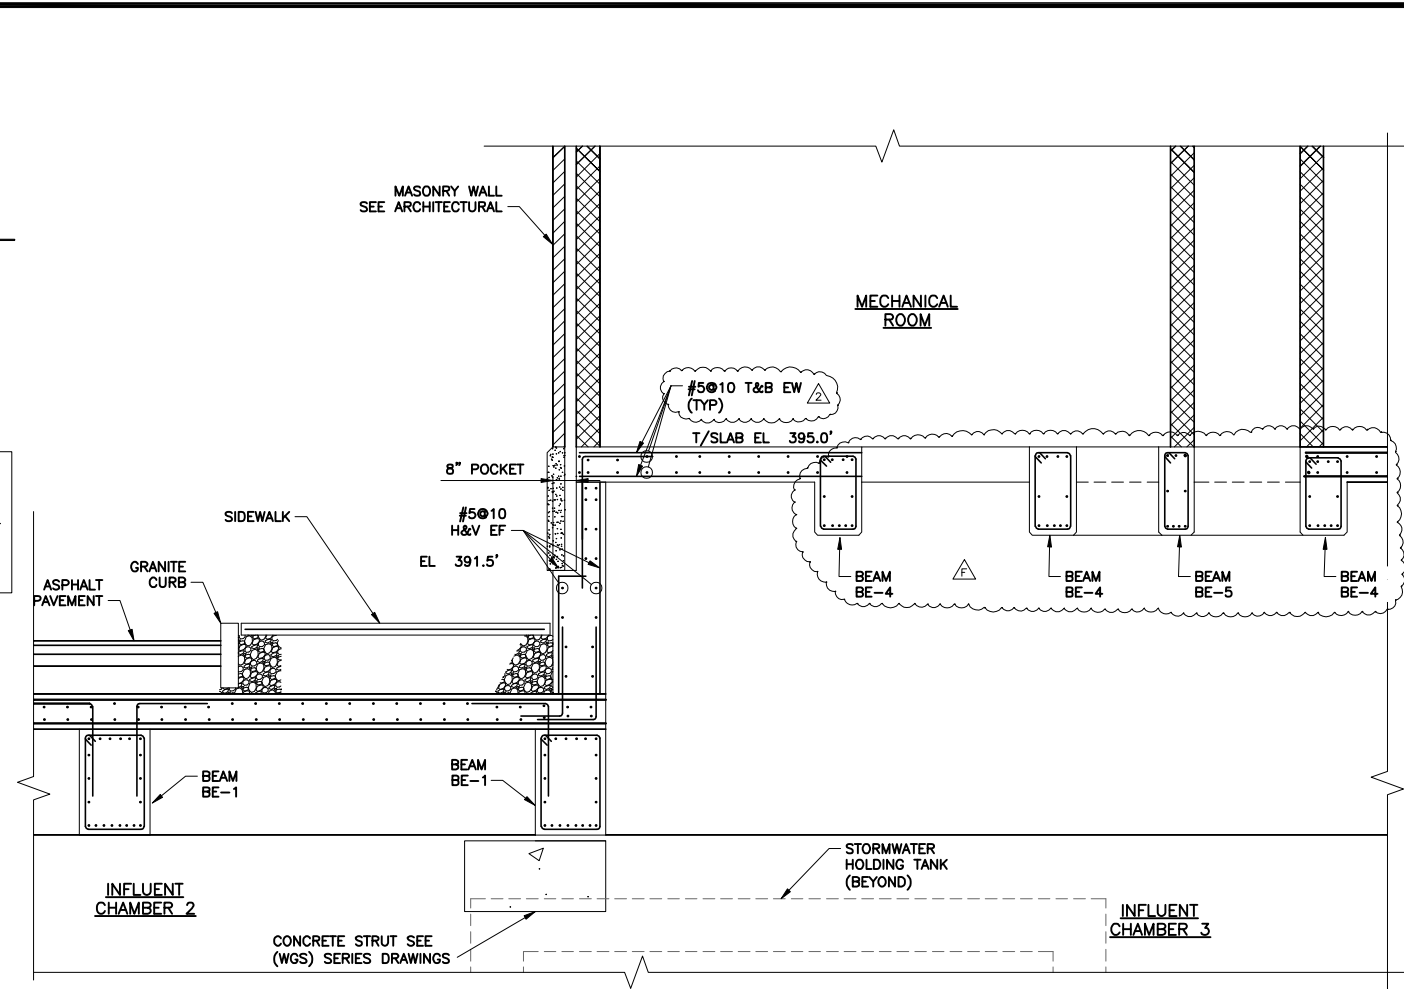 MASONRY WALL
SEE ARCHITECTURAL
MECHANICAL
ROOM
#5@10 T&B EW
(TYP)
2
T/SLAB EL 395.0'
8" POCKET
#5@10
H&V EF
SIDEWALK
EL 391.5'
GRANITE
CURB
ASPHALT
PAVEMENT
F
BEAM
BE-4
BEAM
BE-4
BEAM
BE-5
BEAM
BE-4
BEAM
BE-1
BEAM
BE-1
STORMWATER
HOLDING TANK
(BEYOND)
INFLUENT
CHAMBER 2
INFLUENT
CHAMBER 3
CONCRETE STRUT SEE
(WGS) SERIES DRAWINGS